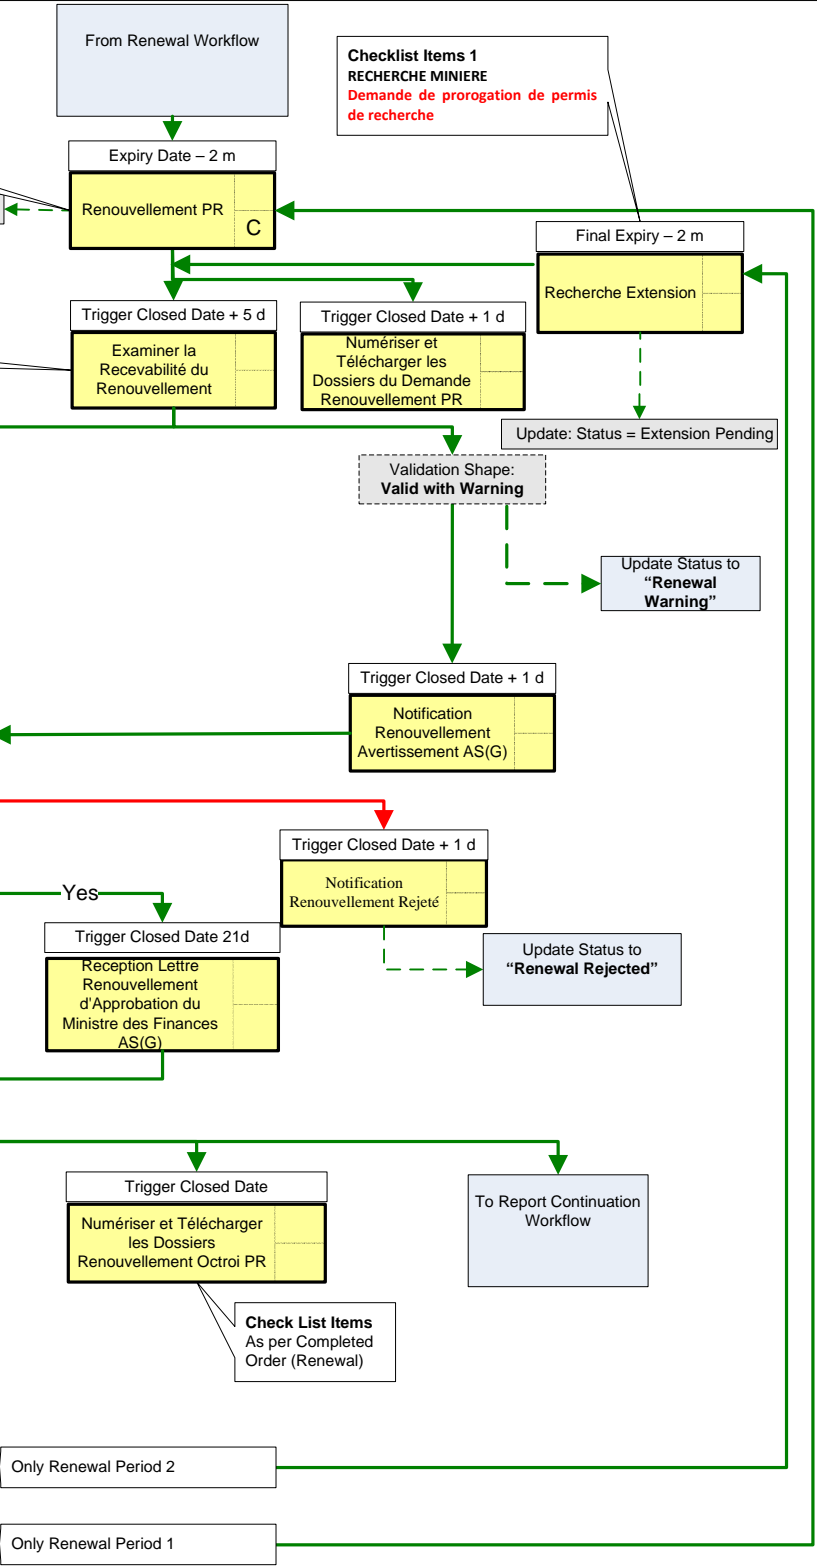 From Renewal Workflow
Checklist Items 1
RECHERCHE MINIERE
Demande de prorogation de permis
de recherche
Expiry Date – 2 m
Renouvellement PR
C
Final Expiry – 2 m
Recherche Extension
Trigger Closed Date + 5 d
Examiner la
Recevabilité du
Renouvellement
Trigger Closed Date + 1 d
Numériser et
Télécharger les
Dossiers du Demande
Renouvellement PR
Update: Status = Extension Pending
Validation Shape:
Valid with Warning
Update Status to
“Renewal
Warning”
Trigger Closed Date + 1 d
Notification
Renouvellement
Avertissement AS(G)
Trigger Closed Date + 1 d
Notification
Renouvellement Rejeté
Yes
Trigger Closed Date 21d
Reception Lettre
Renouvellement
d'Approbation du
Ministre des Finances
AS(G)
Update Status to
“Renewal Rejected”
Trigger Closed Date
Numériser et Télécharger
les Dossiers
Renouvellement Octroi PR
To Report Continuation
Workflow
Check List Items
As per Completed
Order (Renewal)
Only Renewal Period 2
Only Renewal Period 1